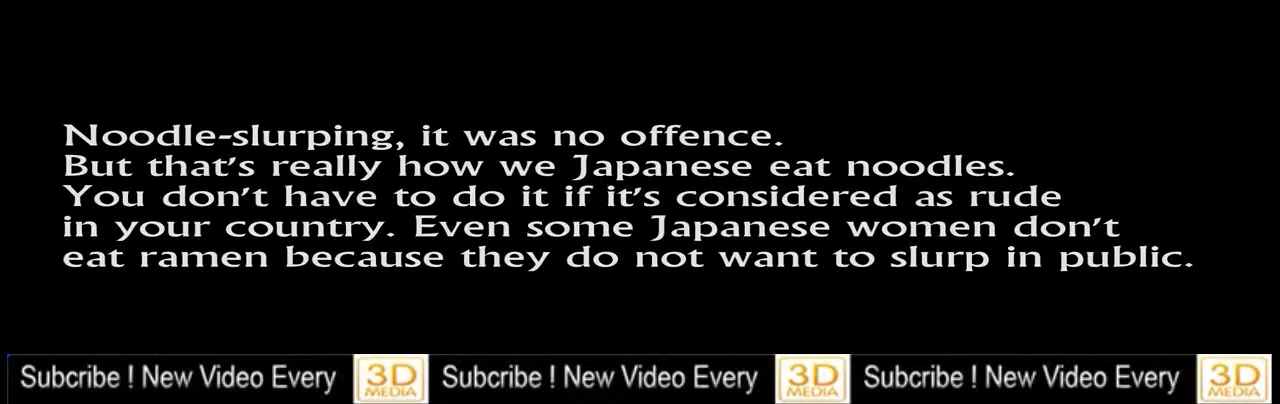 Noodle-slurping, it was no offence.
But that's really how we Japanese eat noodles.
You don't have to do it if it's considered as rude
in your country. Even some Japanese women don't
eat ramen because they do not want to slurp in public.
Subcribe ! New Video Every 3D MEDIA Subcribe ! New Video Every 3D MEDIA Subcribe ! New Video Every 3D MEDIA